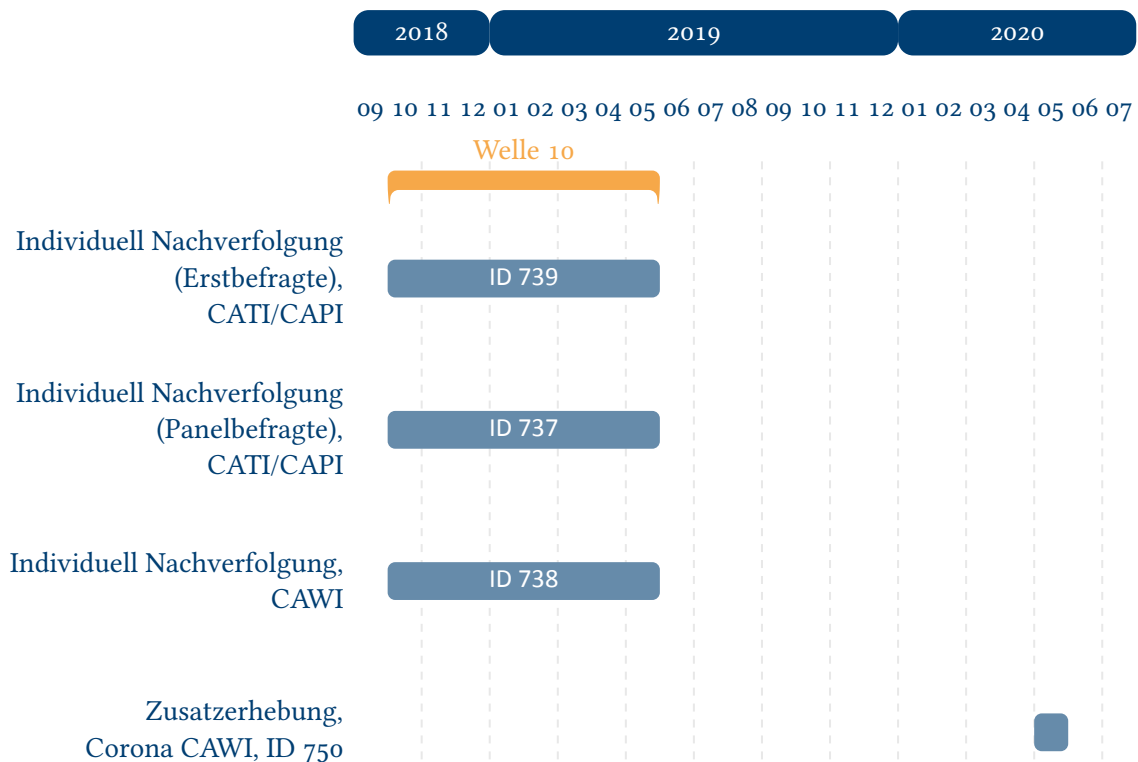 2018 2019 2020
09 10 11 12 01 02 03 04 05 06 07 08 09 10 11 12 01 02 03 04 05 06 07
Welle 10
Individuell Nachverfolgung
(Erstbefragte),
CATI/CAPI
ID 739
Individuell Nachverfolgung
(Panelbefragte),
CATI/CAPI
ID 737
Individuell Nachverfolgung,
CAWI
ID 738
Zusatzerhebung,
Corona CAWI, ID 750